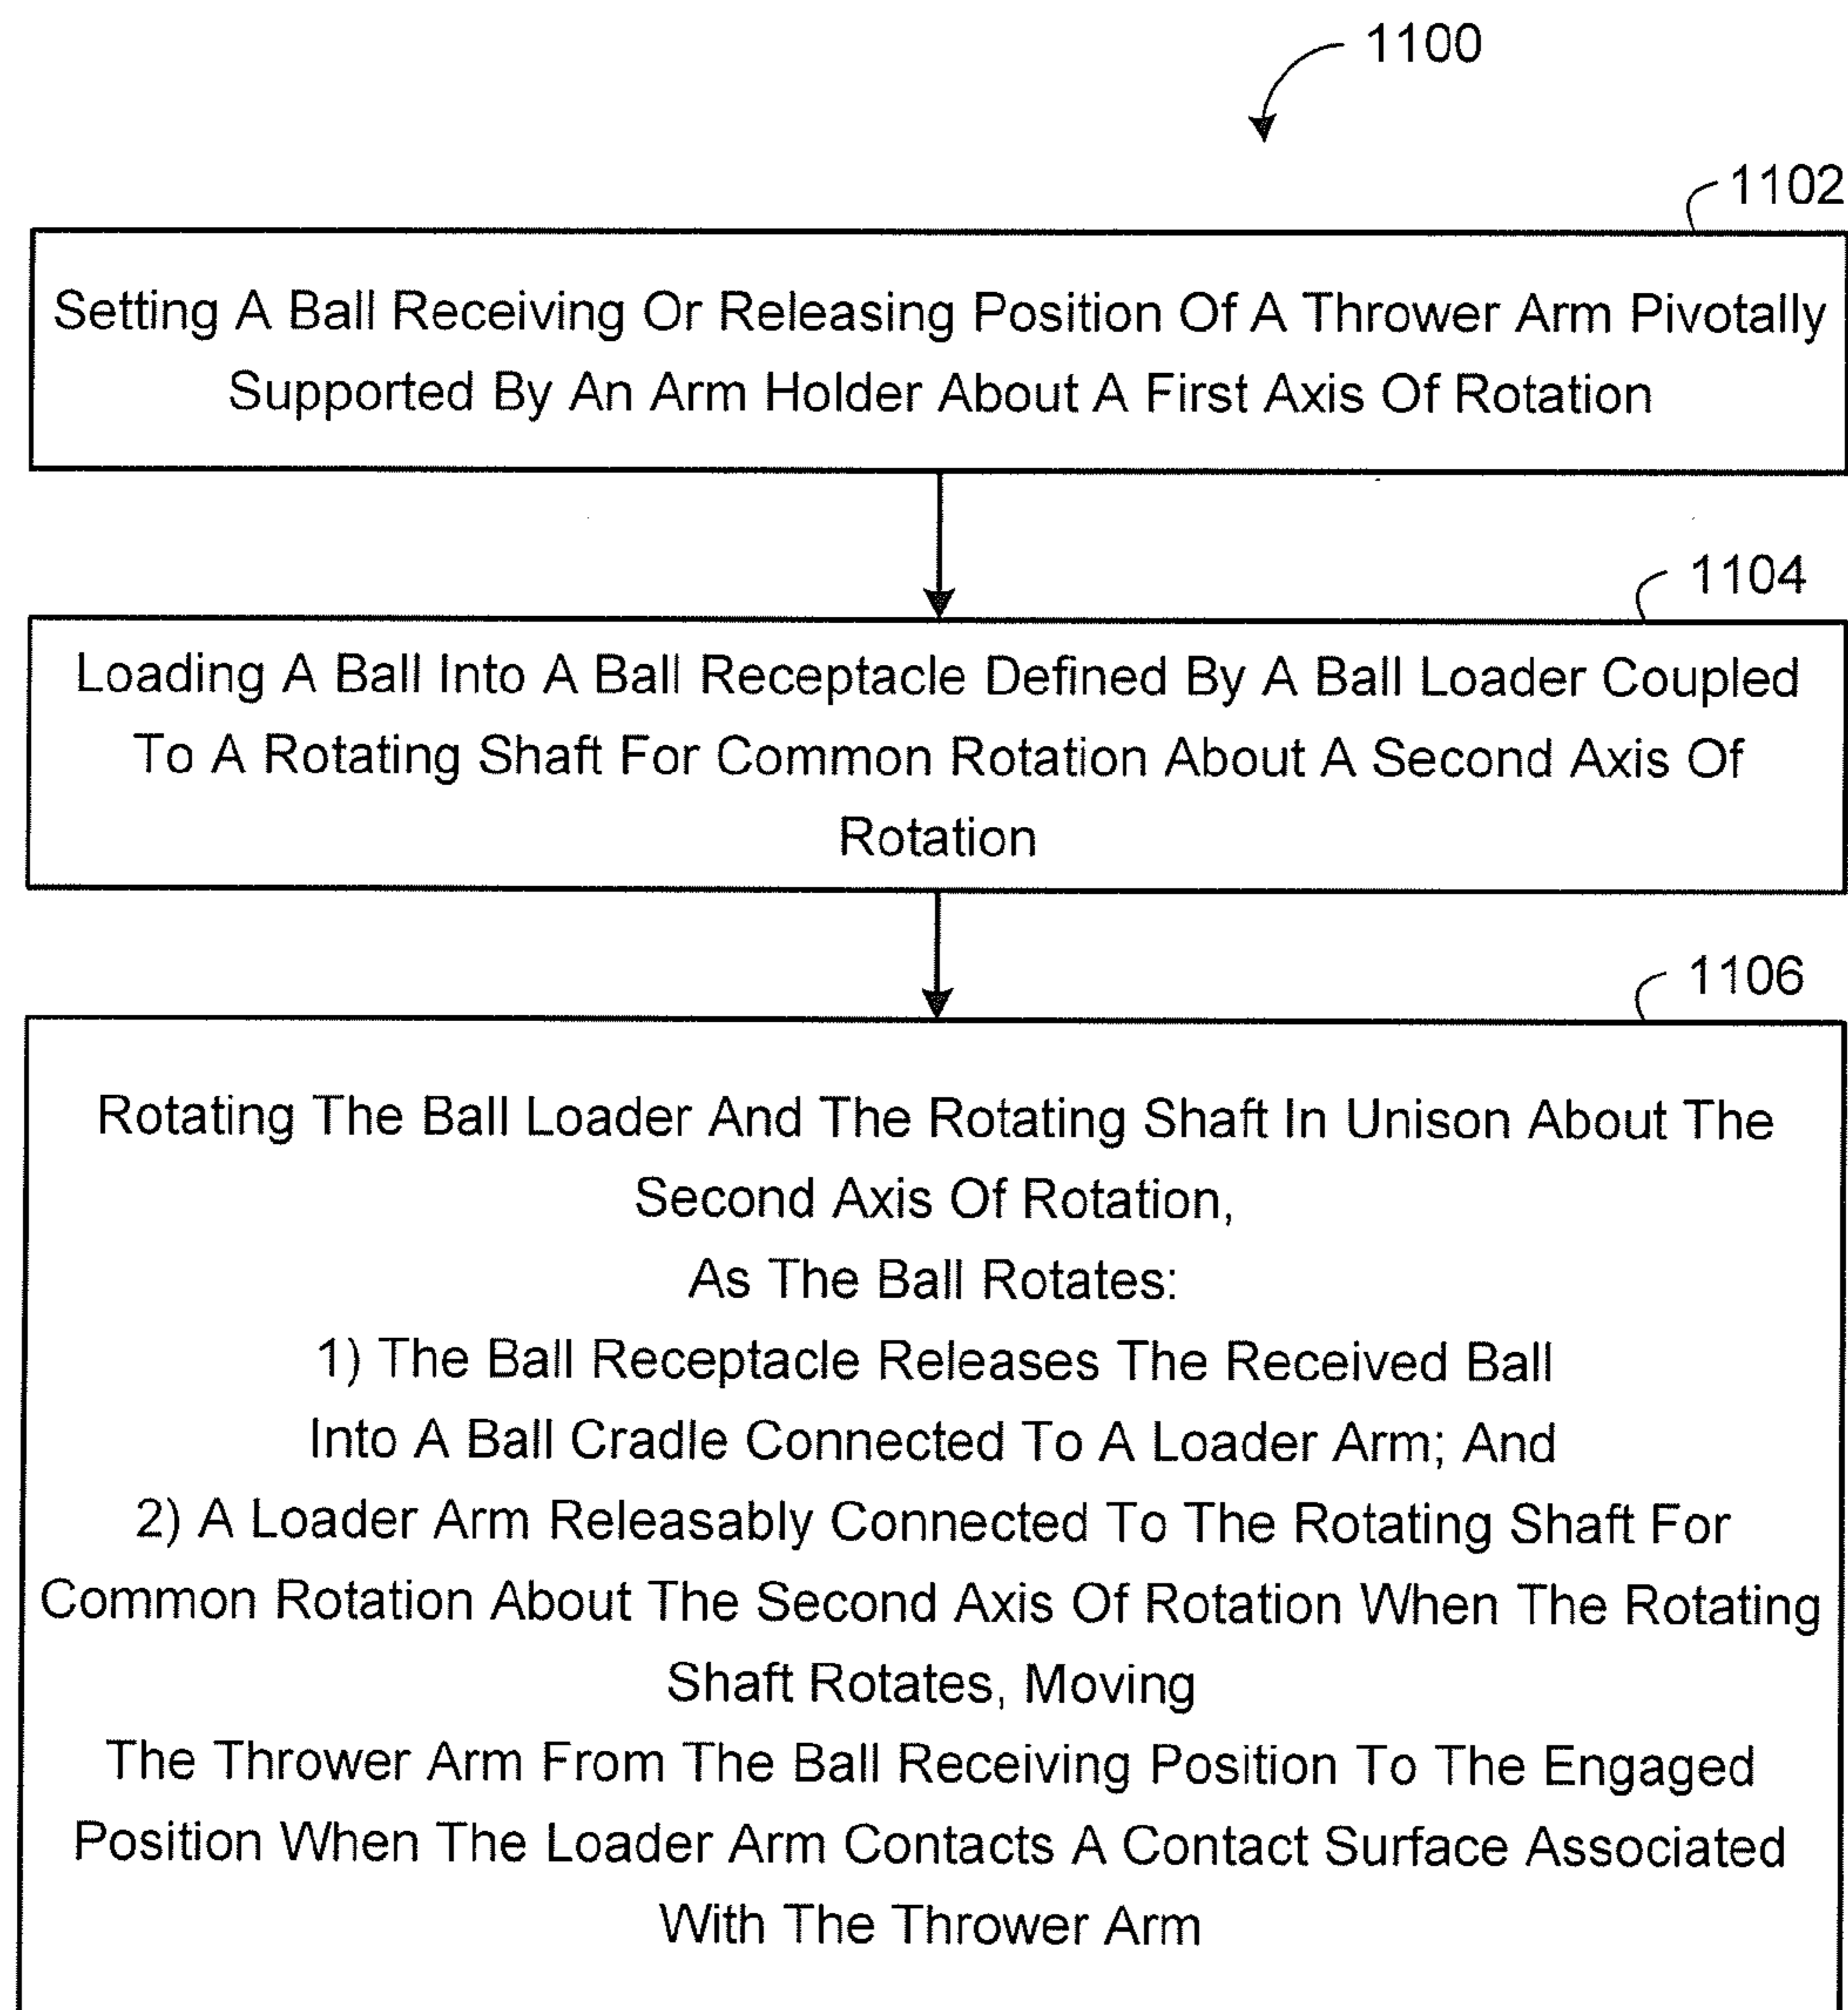 1100
1102
Setting A Ball Receiving Or Releasing Position Of A Thrower Arm Pivotally
Supported By An Arm Holder About A First Axis Of Rotation
1104
Loading A Ball Into A Ball Receptacle Defined By A Ball Loader Coupled
To A Rotating Shaft For Common Rotation About A Second Axis Of
Rotation
1106
Rotating The Ball Loader And The Rotating Shaft In Unison About The
Second Axis Of Rotation,
As The Ball Rotates:
1) The Ball Receptacle Releases The Received Ball
Into A Ball Cradle Connected To A Loader Arm; And
2) A Loader Arm Releasably Connected To The Rotating Shaft For
Common Rotation About The Second Axis Of Rotation When The Rotating
Shaft Rotates, Moving
The Thrower Arm From The Ball Receiving Position To The Engaged
Position When The Loader Arm Contacts A Contact Surface Associated
With The Thrower Arm